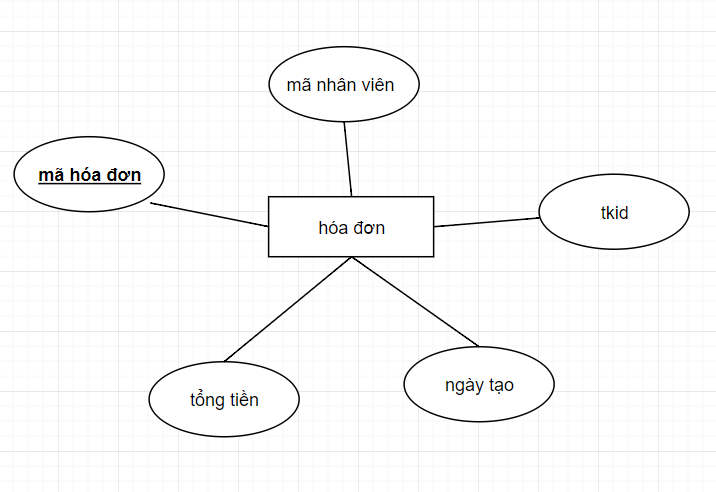 mã nhân viên
mã hóa đơn
tkid
hóa đơn
tổng tiền
ngày tạo